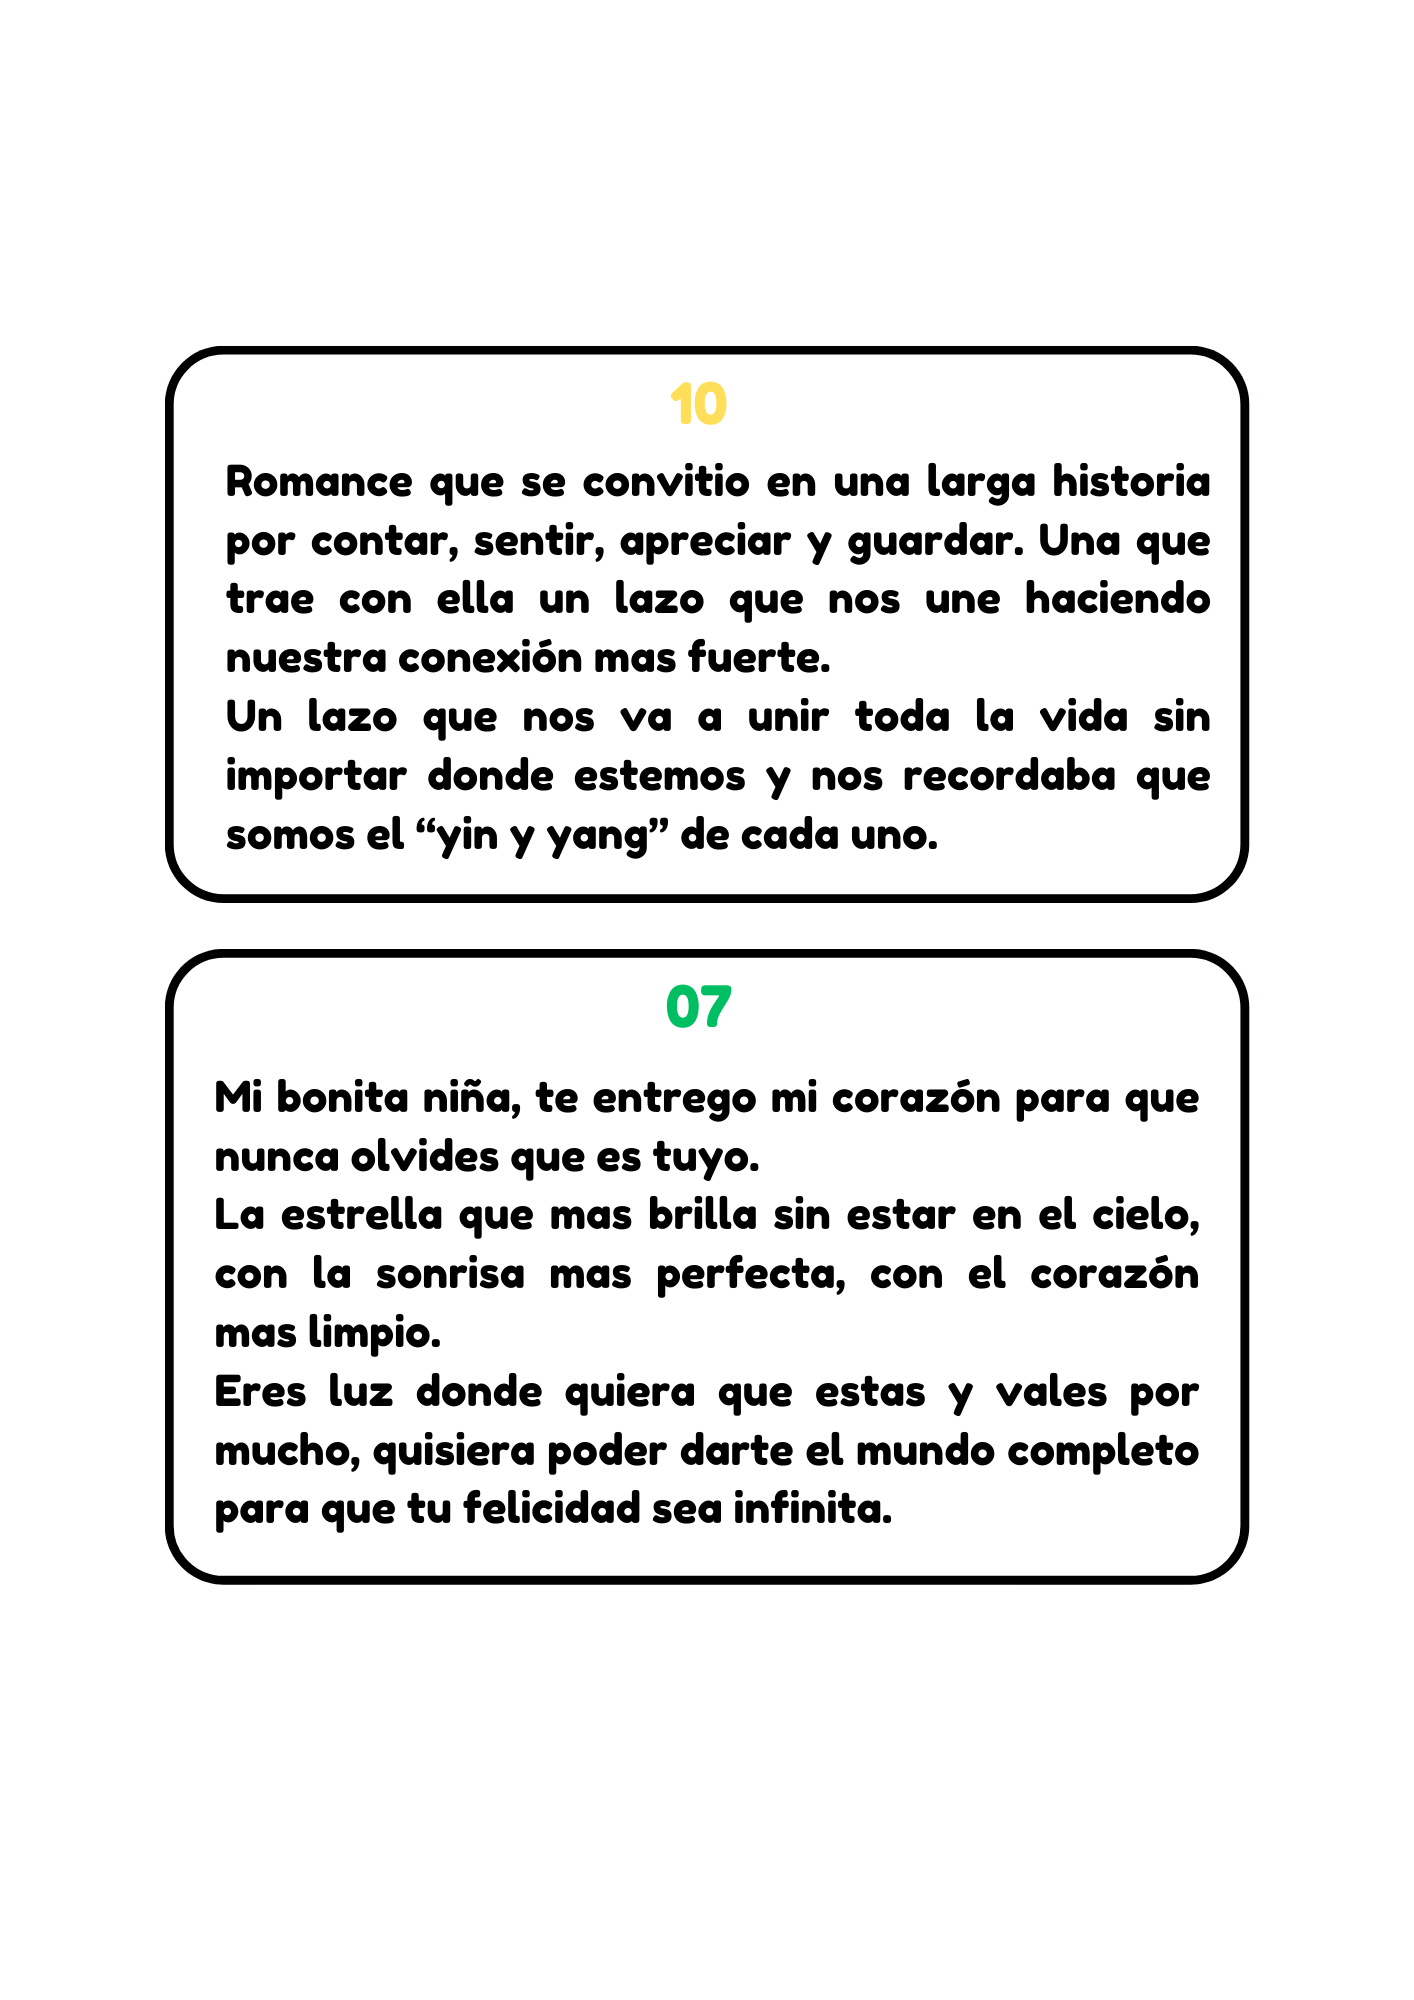 10
Romance que se convitio en una larga historia
por contar, sentir, apreciar y guardar. Una que
trae con ella un lazo que nos une haciendo
nuestra conexión mas fuerte.
Un lazo que nos va a unir toda la vida sin
importar donde estemos y nos recordaba que
somos el “yin y yang” de cada uno.
07
Mi bonita niña, te entrego mi corazón para que
nunca olvides que es tuyo.
La estrella que mas brilla sin estar en el cielo,
con la sonrisa mas perfecta, con el corazón
mas limpio.
Eres luz donde quiera que estas y vales por
mucho, quisiera poder darte el mundo completo
para que tu felicidad sea infinita.